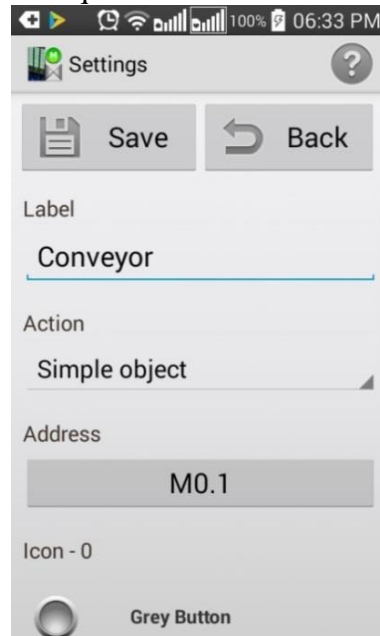 100% 06:33 PM
Settings ?
Save Back
Label
Conveyor
Action
Simple object
Address
M0.1
Icon - 0
Grey Button